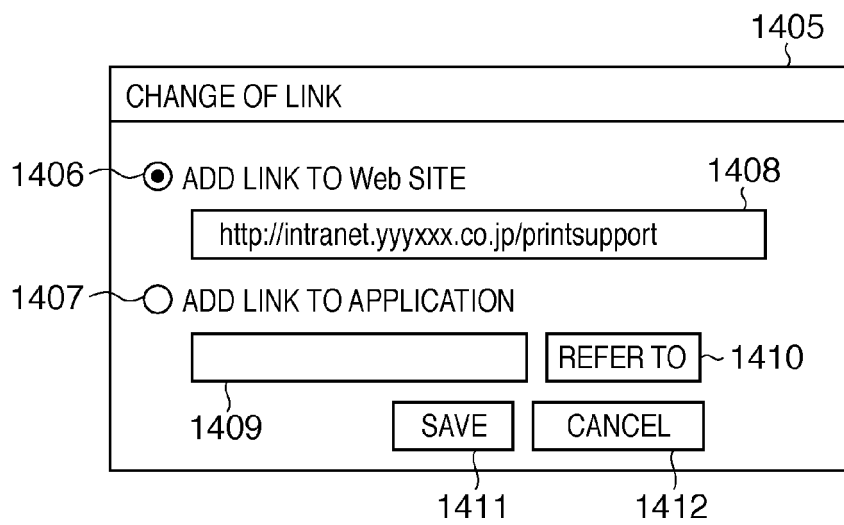 1405
CHANGE OF LINK
1406 ADD LINK TO Web SITE 1408
http://intranet.yyyxxx.co.jp/printsupport
1407 ADD LINK TO APPLICATION
REFER TO 1410
1409 SAVE CANCEL
1411 1412